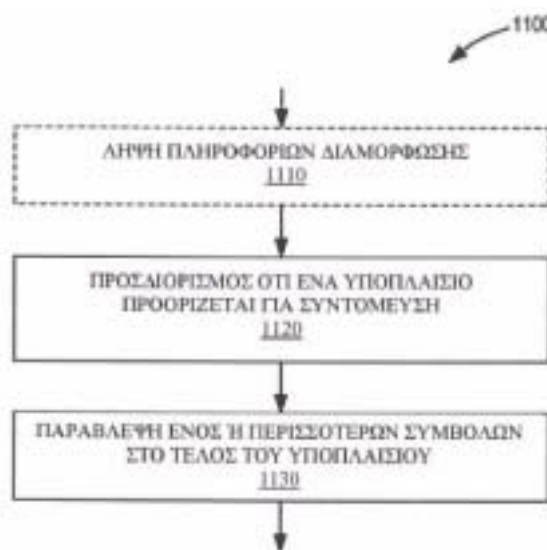 1100
ΛΗΨΗ ΠΛΗΡΟΦΟΡΙΩΝ ΔΙΑΜΟΡΦΩΣΗΣ
1110
ΠΡΟΣΔΙΟΡΙΣΜΟΣ ΟΤΙ ΕΝΑ ΥΠΟΠΛΑΙΣΙΟ
ΠΡΟΟΡΙΖΕΤΑΙ ΓΙΑ ΣΥΝΤΟΜΕΥΣΗ
1120
ΠΑΡΑΒΛΕΨΗ ΕΝΟΣ Ή ΠΕΡΙΣΣΟΤΕΡΩΝ ΣΥΜΒΟΛΩΝ
ΣΤΟ ΤΕΛΟΣ ΤΟΥ ΥΠΟΠΛΑΙΣΙΟΥ
1130